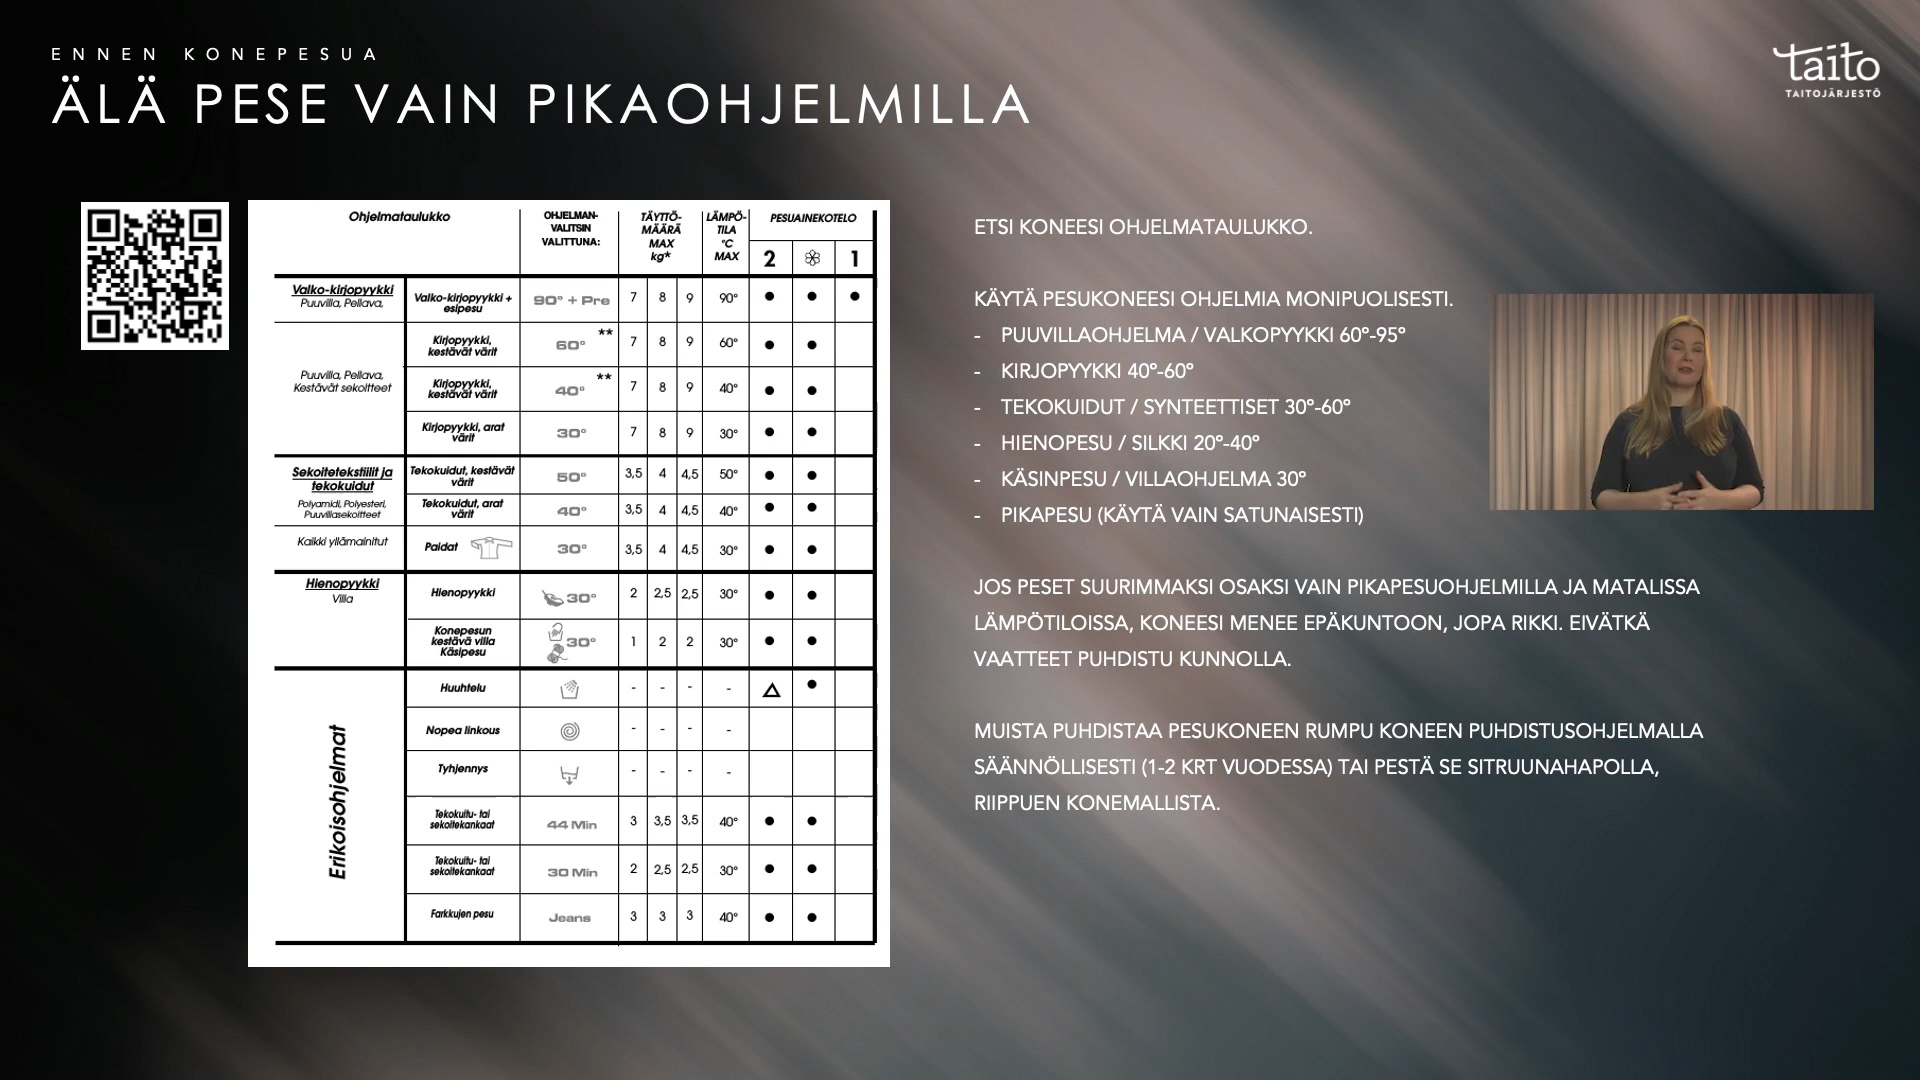 ENNEN KONEPESUA
ÄLÄ PESE VAIN PIKAOHJELMILLA
taito
TAITOJÄRJESTÖ
Ohjelmataulukko
OHJELMAN-
VALITSIN
VALITTUNA:
TÄYTTÖ-
MÄÄRÄ
MAX
kg*
LÄMPÖ-
TILA
°C
MAX
PESUAINEKOTELO
2 1
Valko-kirjopyykki
Puuvilla, Pellava,
Valko-kirjopyykki +
esipesu
90° + Pre 7 8 9 90° ● ● ●
Puuvilla, Pellava,
Kestävät sekoitteet
Kirjopyykki,
kestävät värit
60° ** 7 8 9 60° ● ●
Kirjopyykki,
kestävät värit
40° ** 7 8 9 40° ● ●
Kirjopyykki, arat
värit
30° 7 8 9 30° ● ●
Sekoitetekstiilit ja
tekokuidut
Polyamidi, Polyesteri,
Puuvillasekoitteet
Tekokuidut, kestävät
värit
50° 3,5 4 4,5 50° ● ●
Tekokuidut, arat
värit
40° 3,5 4 4,5 40° ● ●
Kaikki yllämainitut
Paidat 30° 3,5 4 4,5 30° ● ●
Hienopyykki
Villa
Hienopyykki 30° 2 2,5 2,5 30° ● ●
Konepesun
kestävä villa
Käsipesu
30° 1 2 2 30° ● ●
Erikoisohjelmat
Huuhtelu - - - - △ ●
Nopea linkous - - - -
Tyhjennys - - - -
Tekokuitu- tai
sekoitekankaat
44 Min 3 3,5 3,5 40° ● ●
Tekokuitu- tai
sekoitekankaat
30 Min 2 2,5 2,5 30° ● ●
Farkkujen pesu Jeans 3 3 3 40° ● ●
ETSI KONEESI OHJELMATAULUKKO.
KÄYTÄ PESUKONEESI OHJELMIA MONIPUOLISESTI.
- PUUVILLAOHJELMA / VALKOPYYKKI 60°-95°
- KIRJOPYYKKI 40°-60°
- TEKOKUIDUT / SYNTEETTISET 30°-60°
- HIENOPESU / SILKKI 20°-40°
- KÄSINPESU / VILLAOHJELMA 30°
- PIKAPESU (KÄYTÄ VAIN SATUNAISESTI)
JOS PESET SUURIMMAKSI OSAKSI VAIN PIKAPESUOHJELMILLA JA MATALISSA
LÄMPÖTILOISSA, KONEESI MENEE EPÄKUNTOON, JOPA RIKKI. EIVÄTKÄ
VAATTEET PUHDISTU KUNNOLLA.
MUISTA PUHDISTAA PESUKONEEN RUMPU KONEEN PUHDISTUSOHJELMALLA
SÄÄNNÖLLISESTI (1-2 KRT VUODESSA) TAI PESTÄ SE SITRUUNAHAPOLLA,
RIIPPUEN KONEMALLISTA.